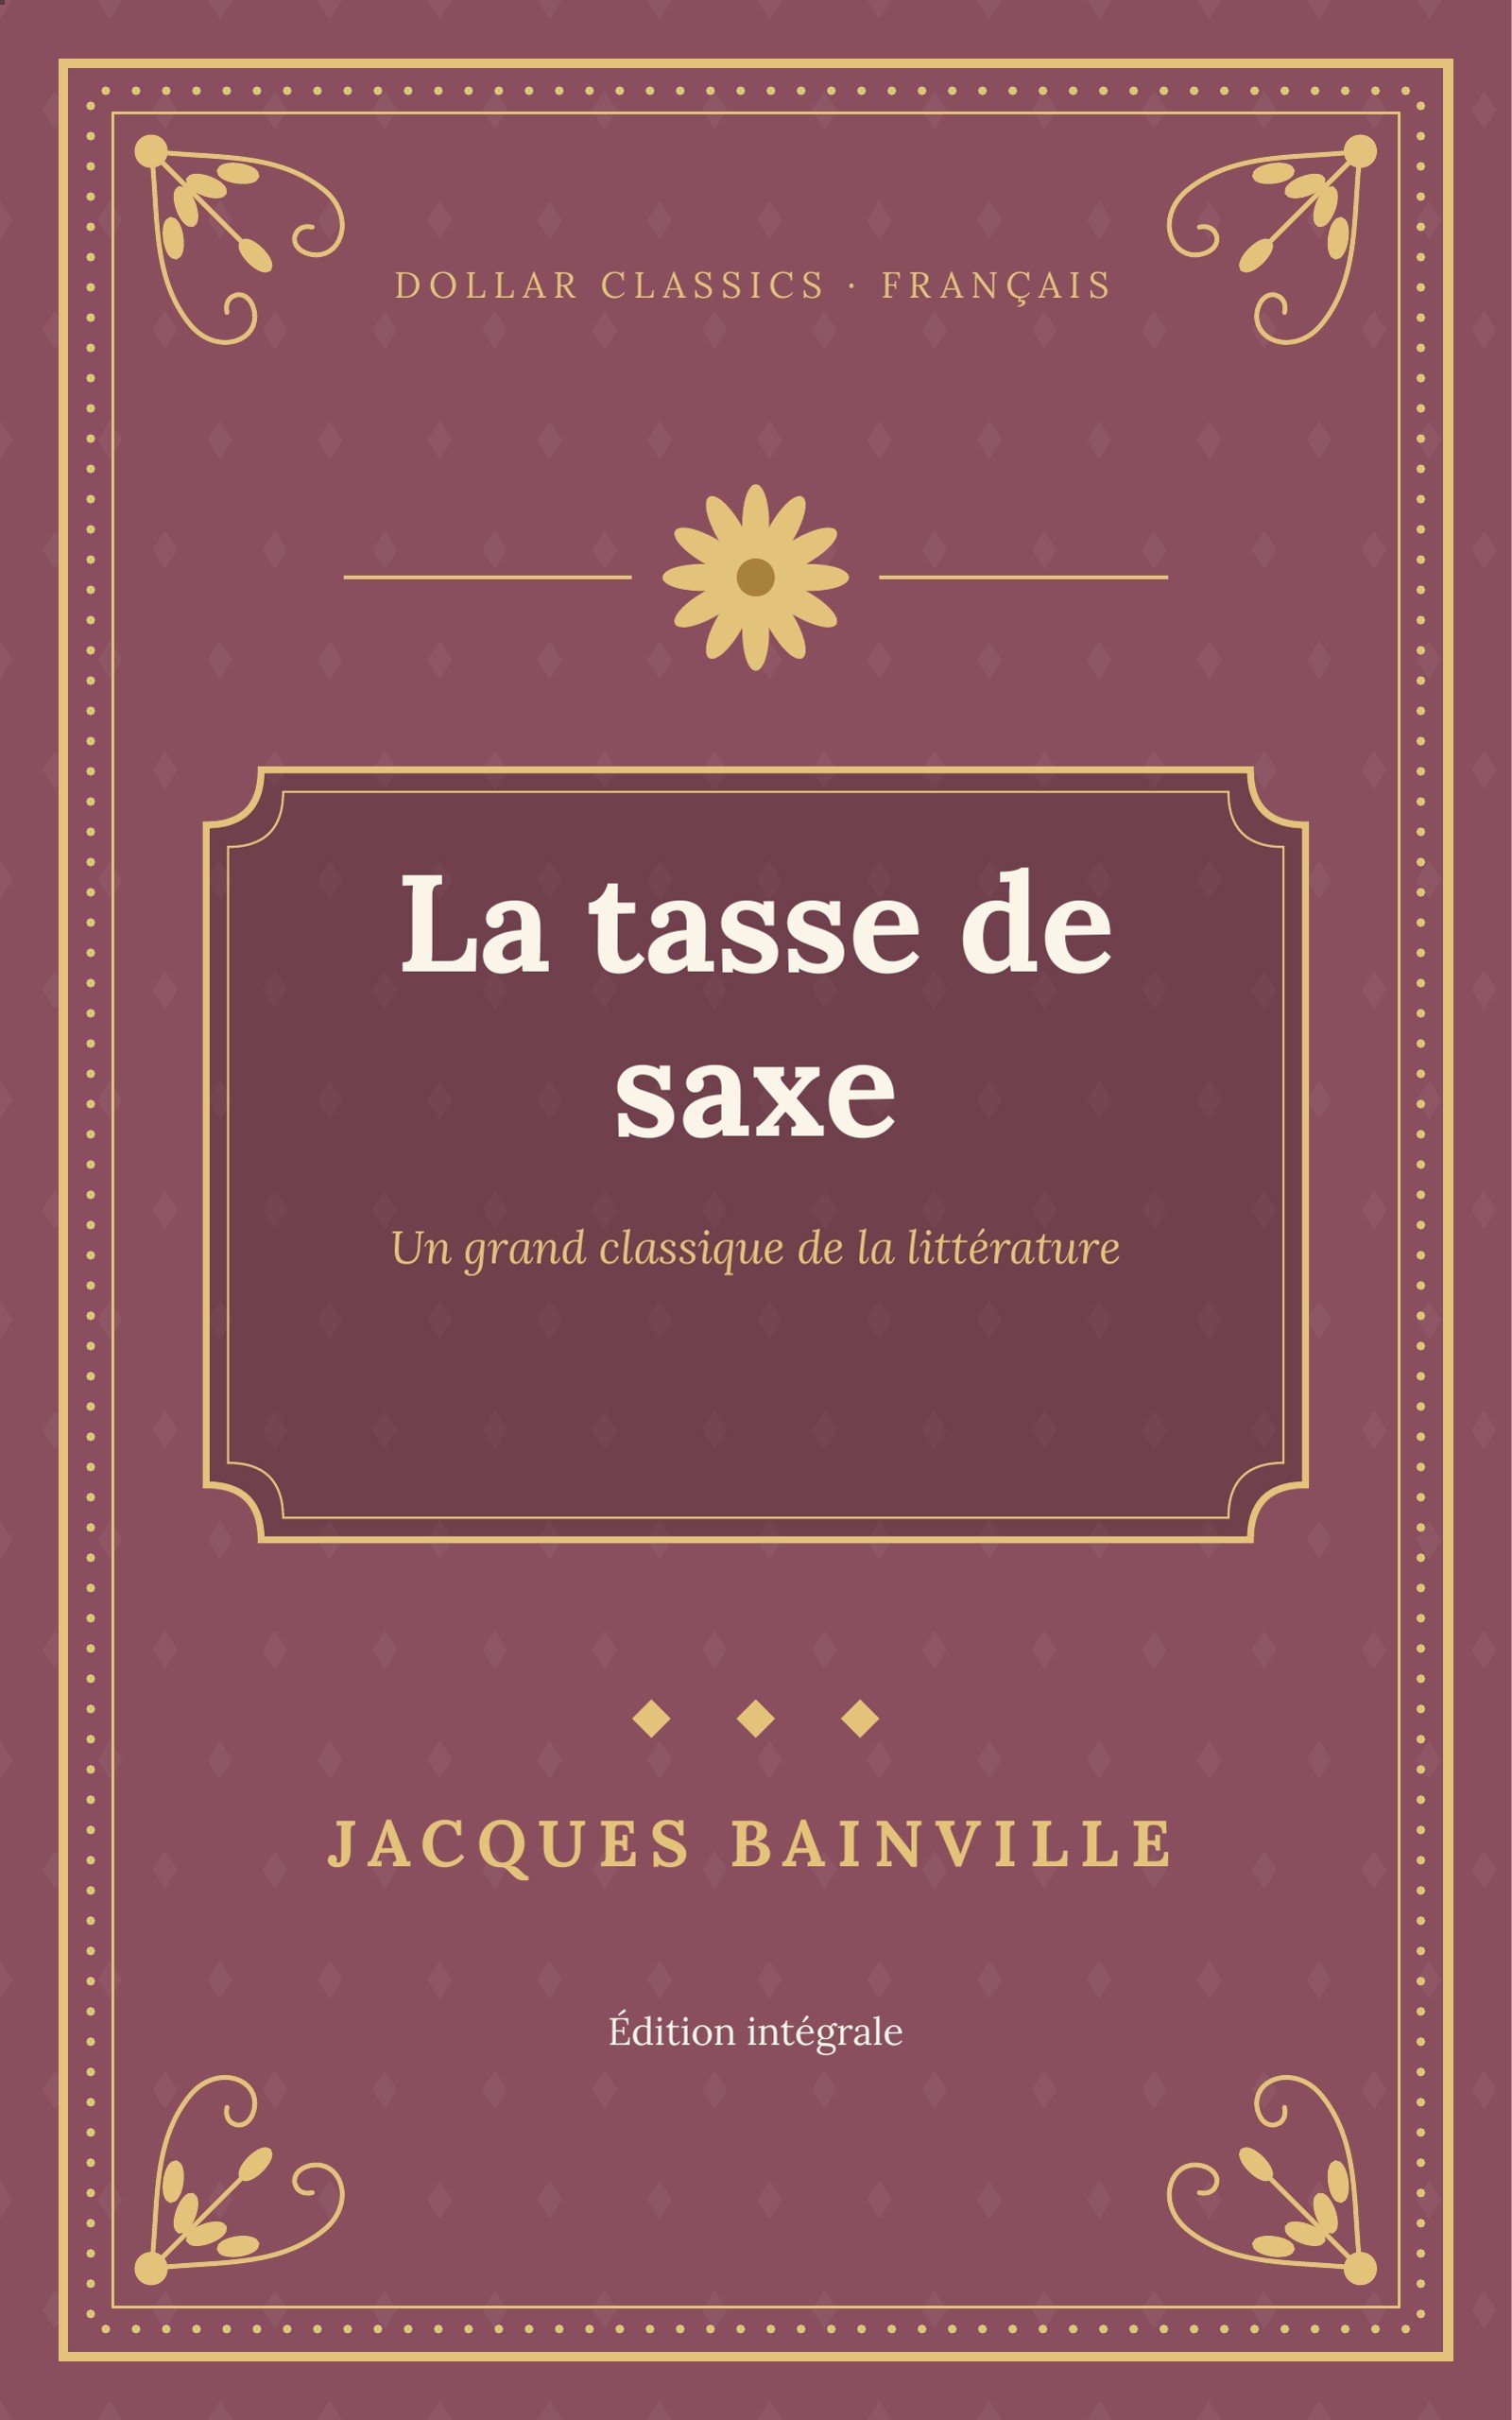 DOLLAR CLASSICS · FRANÇAIS
La tasse de
saxe
Un grand classique de la littérature
JACQUES BAINVILLE
Édition intégrale